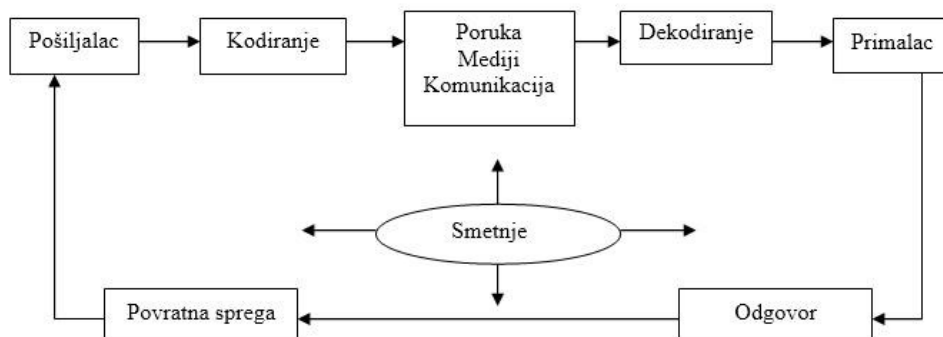 Pošiljalac
Kodiranje
Poruka
Mediji
Komunikacija
Dekodiranje
Primalac
Smetnje
Povratna sprega
Odgovor